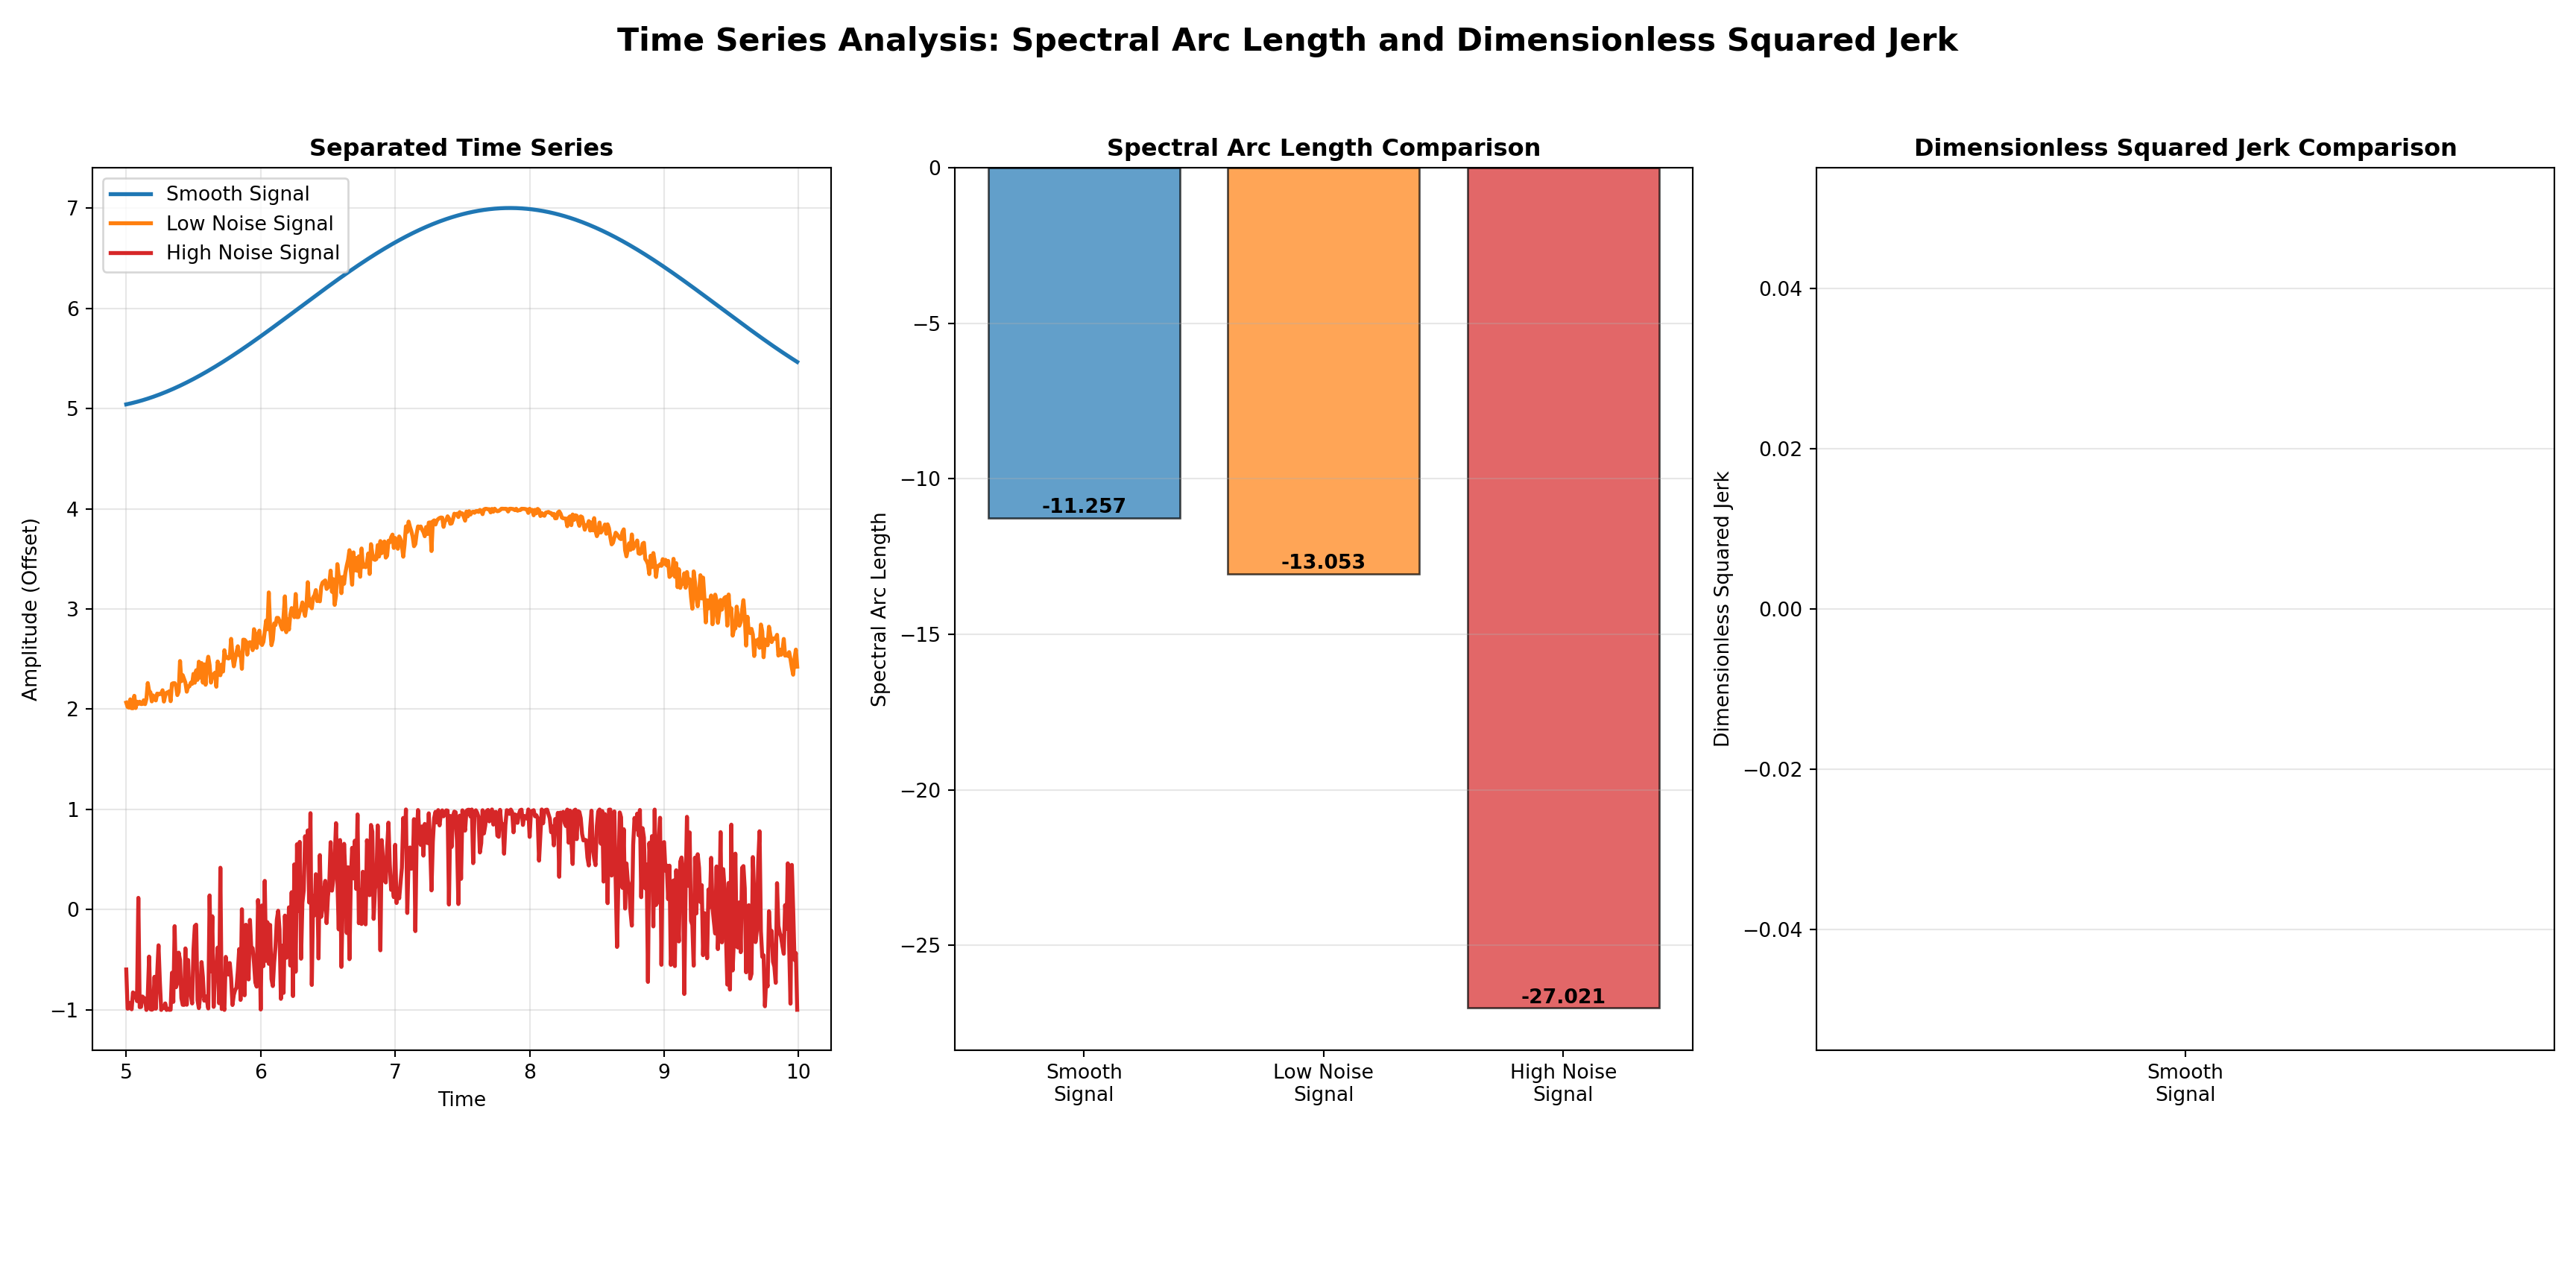 Time Series Analysis: Spectral Arc Length and Dimensionless Squared Jerk
Separated Time Series
Smooth Signal
Low Noise Signal
High Noise Signal
7
6
5
4
3
2
1
0
−1
Amplitude (Offset)
5 6 7 8 9 10
Time
Spectral Arc Length Comparison
0
−5
−10
−15
−20
−25
Spectral Arc Length
-11.257
-13.053
-27.021
Smooth
Signal
Low Noise
Signal
High Noise
Signal
Dimensionless Squared Jerk Comparison
0.04
0.02
0.00
−0.02
−0.04
Dimensionless Squared Jerk
Smooth
Signal